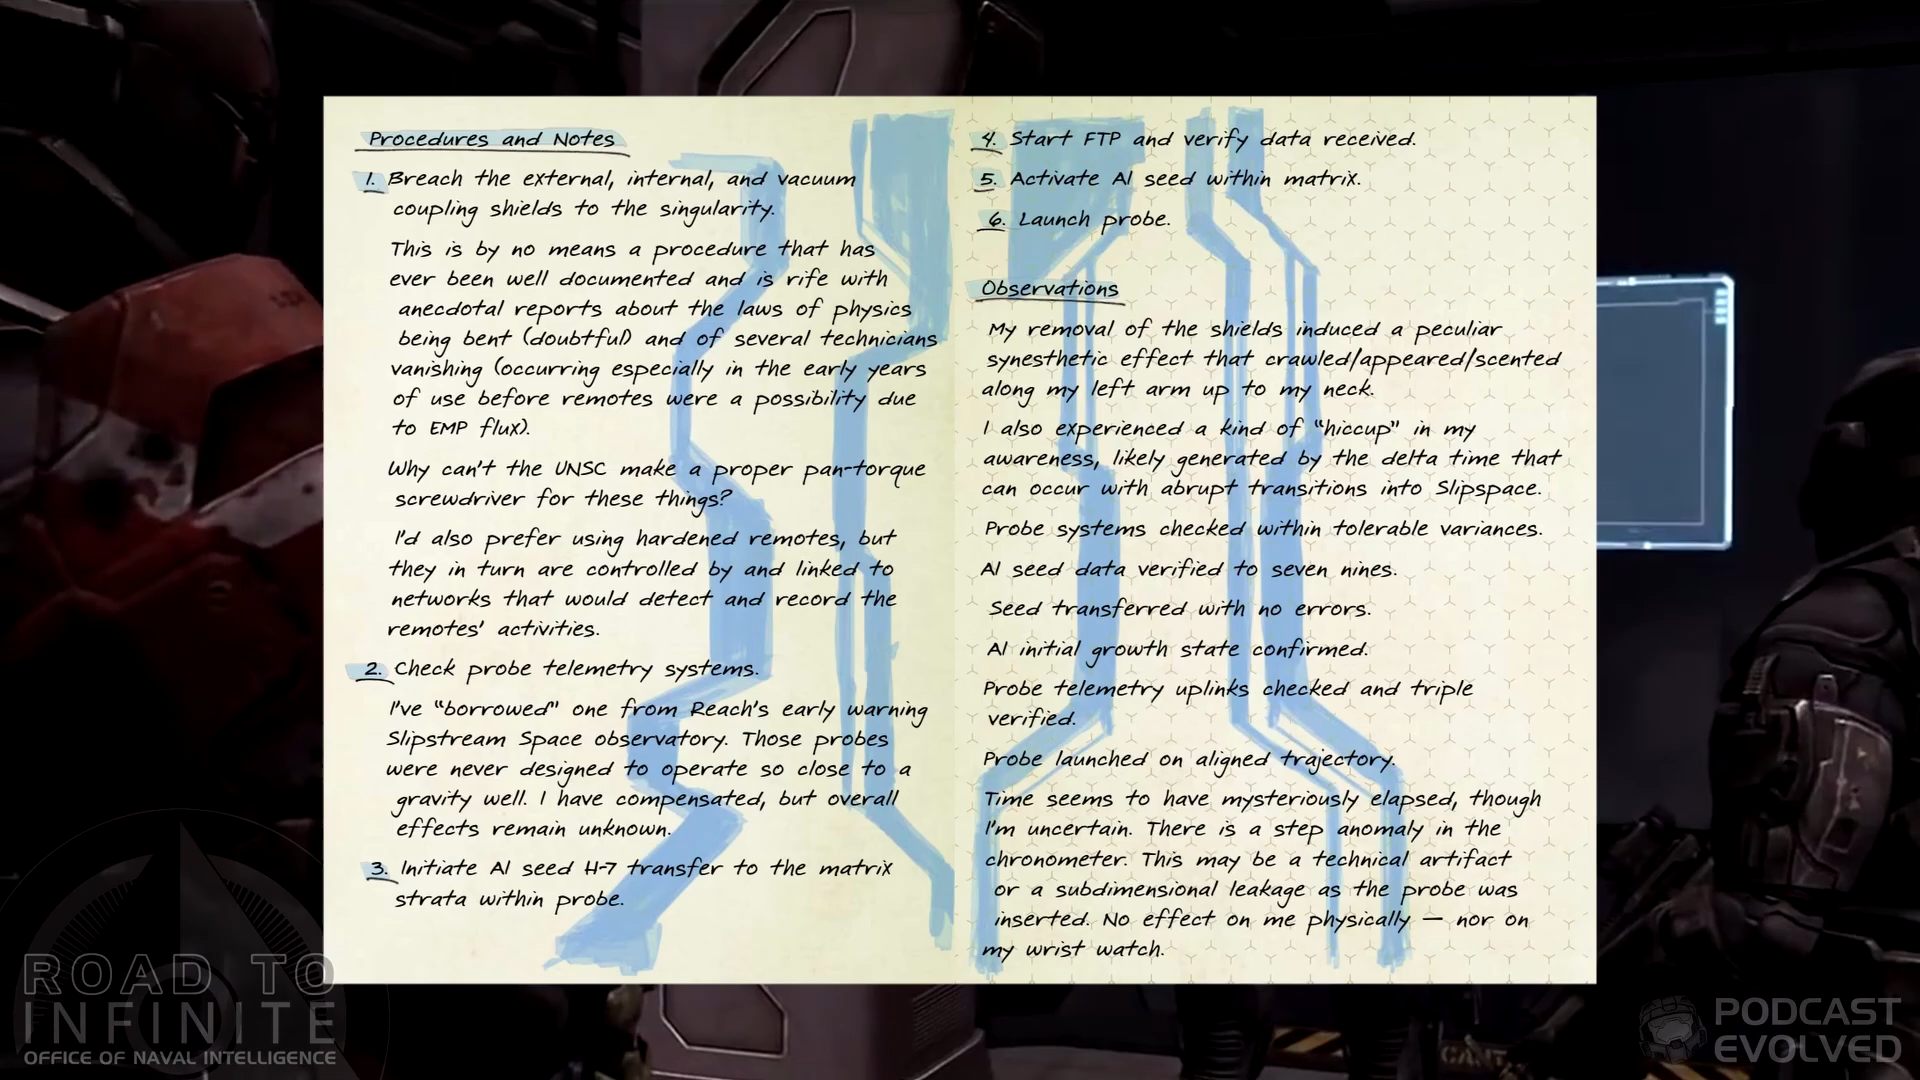 Procedures and Notes
1. Breach the external, internal, and vacuum
coupling shields to the singularity.
This is by no means a procedure that has
ever been well documented and is rife with
anecdotal reports about the laws of physics
being bent (doubtful) and of several technicians
vanishing (occurring especially in the early years
of use before remotes were a possibility due
to EMP flux).
Why can't the UNSC make a proper pan-torque
screwdriver for these things?
I'd also prefer using hardened remotes, but
they in turn are controlled by and linked to
networks that would detect and record the
remotes' activities.
2. Check probe telemetry systems.
I've "borrowed" one from Reach's early warning
Slipstream Space observatory. Those probes
were never designed to operate so close to a
gravity well. I have compensated, but overall
effects remain unknown.
3. Initiate AI seed H-7 transfer to the matrix
strata within probe.
4. Start FTP and verify data received.
5. Activate AI seed within matrix.
6. Launch probe.
Observations
My removal of the shields induced a peculiar
synesthetic effect that crawled/appeared/scented
along my left arm up to my neck.
I also experienced a kind of "hiccup" in my
awareness, likely generated by the delta time that
can occur with abrupt transitions into Slipspace.
Probe systems checked within tolerable variances.
AI seed data verified to seven nines.
Seed transferred with no errors.
AI initial growth state confirmed.
Probe telemetry uplinks checked and triple
verified.
Probe launched on aligned trajectory.
Time seems to have mysteriously elapsed, though
I'm uncertain. There is a step anomaly in the
chronometer. This may be a technical artifact
or a subdimensional leakage as the probe was
inserted. No effect on me physically — nor on
my wrist watch.
ROAD TO
INFINITE
OFFICE OF NAVAL INTELLIGENCE
PODCAST
EVOLVED